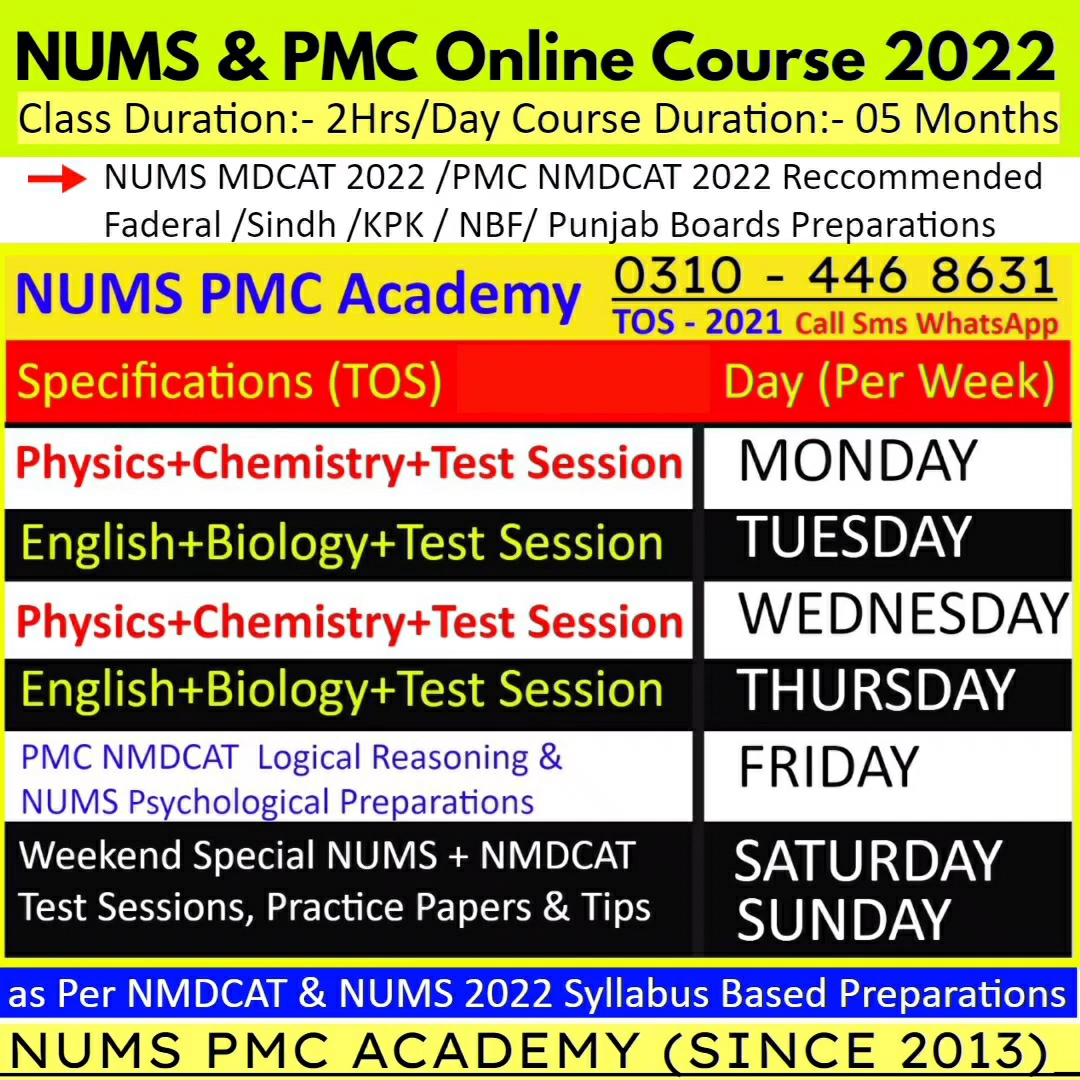 NUMS & PMC Online Course 2022
Class Duration:- 2Hrs/Day Course Duration:- 05 Months
NUMS MDCAT 2022 /PMC NMDCAT 2022 Reccommended
Faderal /Sindh /KPK / NBF/ Punjab Boards Preparations
NUMS PMC Academy 0310 - 446 8631
TOS - 2021 Call Sms WhatsApp
Specifications (TOS) Day (Per Week)
Physics+Chemistry+Test Session MONDAY
English+Biology+Test Session TUESDAY
Physics+Chemistry+Test Session WEDNESDAY
English+Biology+Test Session THURSDAY
PMC NMDCAT Logical Reasoning &
NUMS Psychological Preparations
FRIDAY
Weekend Special NUMS + NMDCAT
Test Sessions, Practice Papers & Tips
SATURDAY
SUNDAY
as Per NMDCAT & NUMS 2022 Syllabus Based Preparations
NUMS PMC ACADEMY (SINCE 2013)